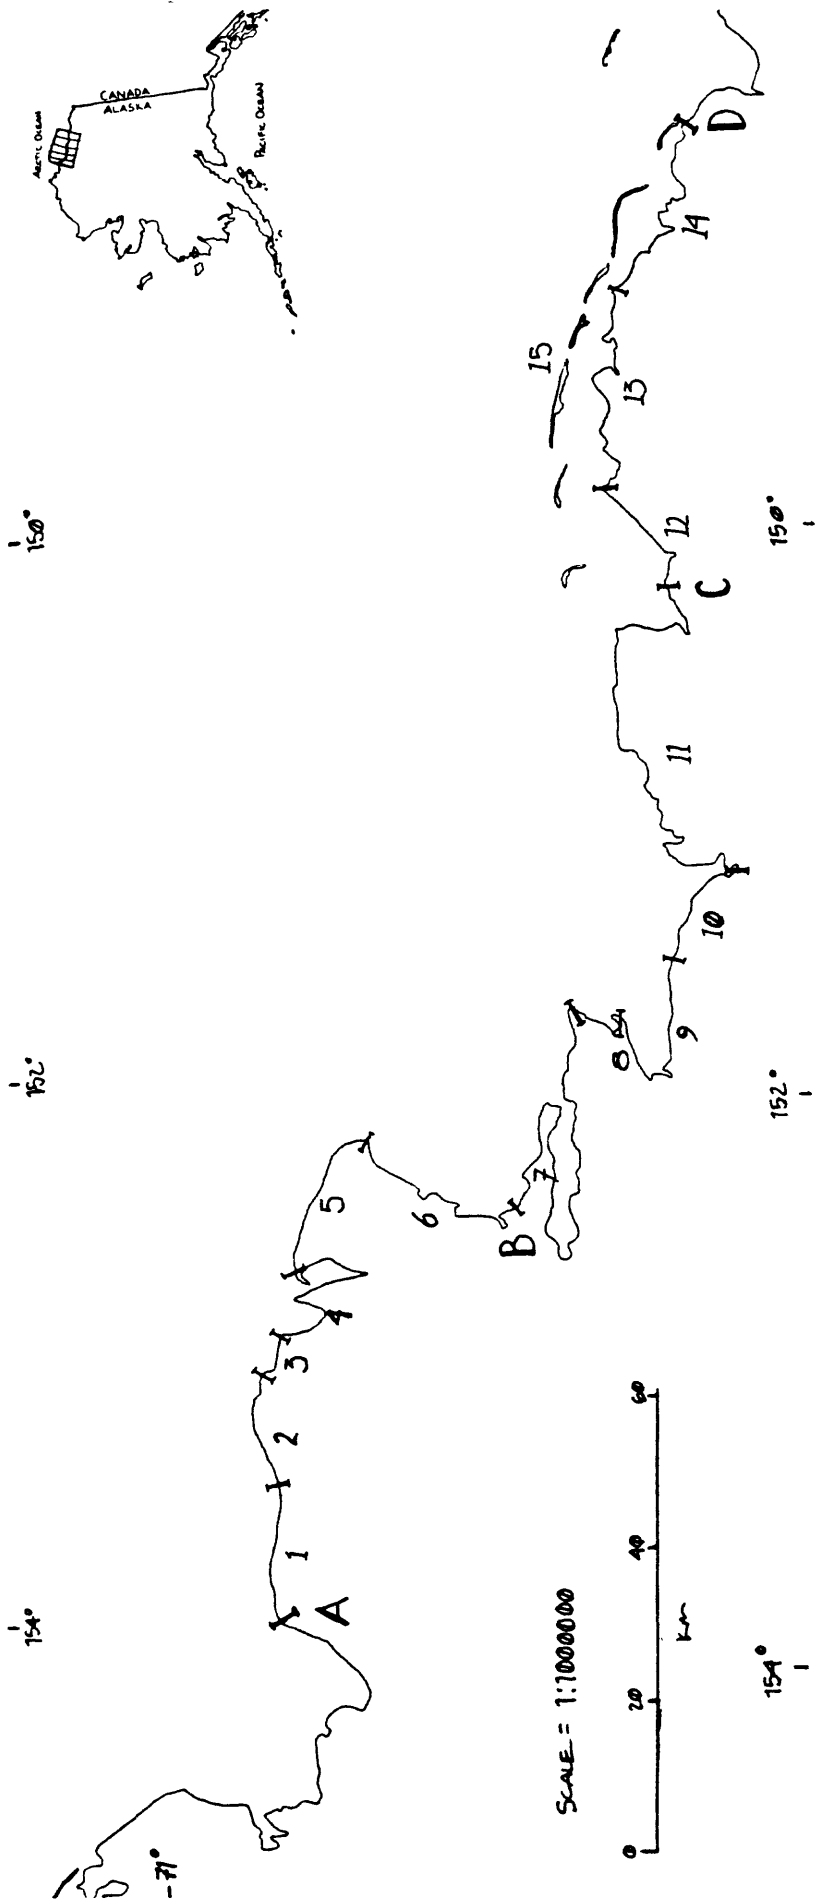 154°
152°
150°
ARCTIC OCEAN
CANADA
ALASKA
PACIFIC OCEAN
71°
A
1
2
3
4
5
6
B
7
8
9
10
11
C
12
13
14
15
D
SCALE = 1:1000000
0 20 40 60
Km
154°
152°
150°